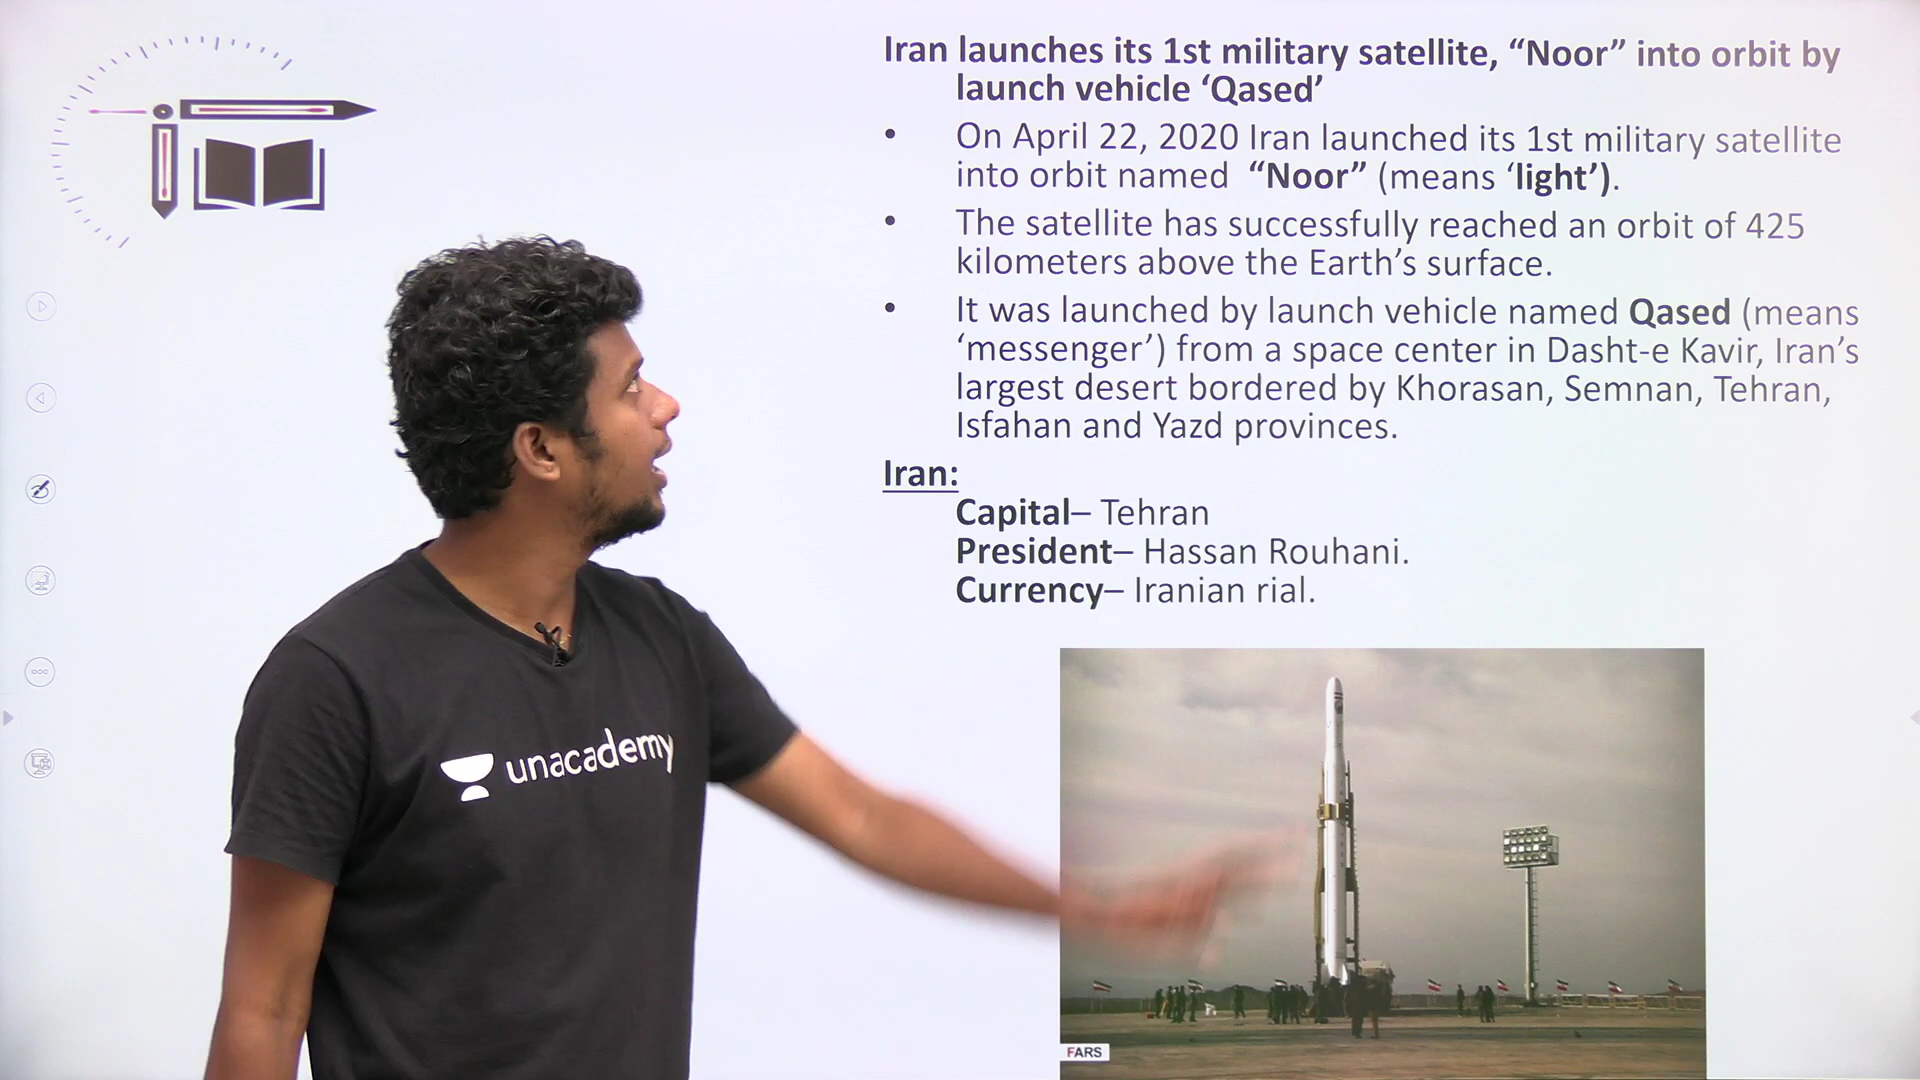 Iran launches its 1st military satellite, “Noor” into orbit by
launch vehicle ‘Qased’
• On April 22, 2020 Iran launched its 1st military satellite
into orbit named “Noor” (means ‘light’).
• The satellite has successfully reached an orbit of 425
kilometers above the Earth’s surface.
• It was launched by launch vehicle named Qased (means
‘messenger’) from a space center in Dasht-e Kavir, Iran’s
largest desert bordered by Khorasan, Semnan, Tehran,
Isfahan and Yazd provinces.
Iran:
Capital– Tehran
President– Hassan Rouhani.
Currency– Iranian rial.
unacademy
FARS